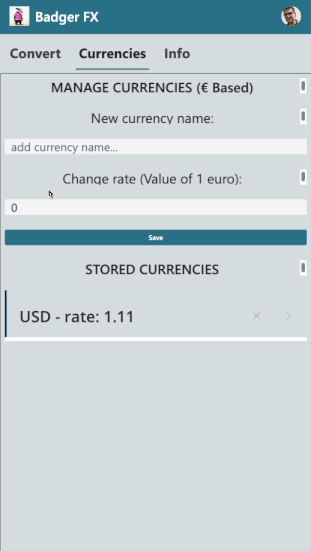 Badger FX
Convert Currencies Info
MANAGE CURRENCIES (€ Based)
New currency name:
add currency name...
Change rate (Value of 1 euro):
0
Save
STORED CURRENCIES
USD - rate: 1.11